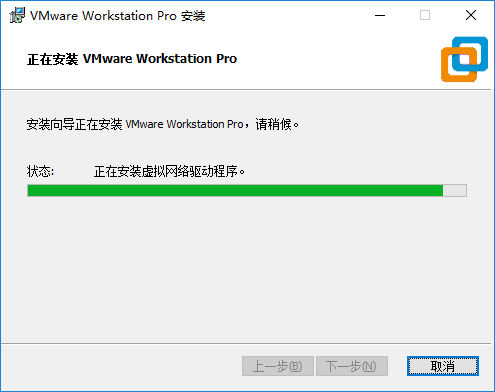 VMware Workstation Pro 安装
正在安装 VMware Workstation Pro
安装向导正在安装 VMware Workstation Pro，请稍候。
状态: 正在安装虚拟网络驱动程序。
上一步(B) 下一步(N) 取消